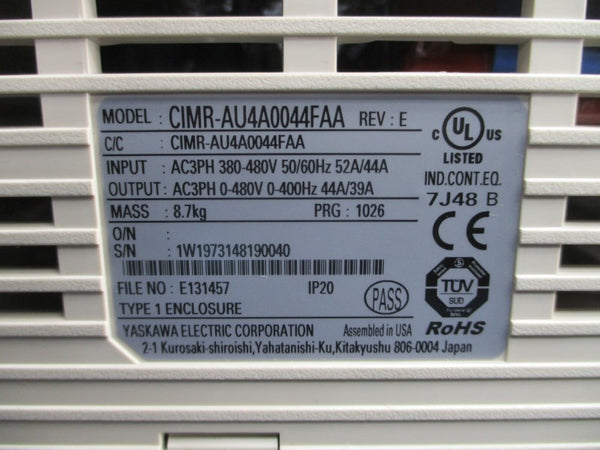 MODEL : CIMR-AU4A0044FAA REV : E
C/C : CIMR-AU4A0044FAA
INPUT : AC3PH 380-480V 50/60Hz 52A/44A
OUTPUT : AC3PH 0-480V 0-400Hz 44A/39A
MASS : 8.7kg PRG : 1026
O/N :
S/N : 1W1973148190040
FILE NO : E131457 IP20
TYPE 1 ENCLOSURE
PASS
YASKAWA ELECTRIC CORPORATION Assembled in USA
2-1 Kurosaki-shiroishi,Yahatanishi-Ku,Kitakyushu 806-0004 Japan
C UL US
LISTED
IND.CONT.EQ.
7J48 B
CE
TÜV
SÜD
RoHS